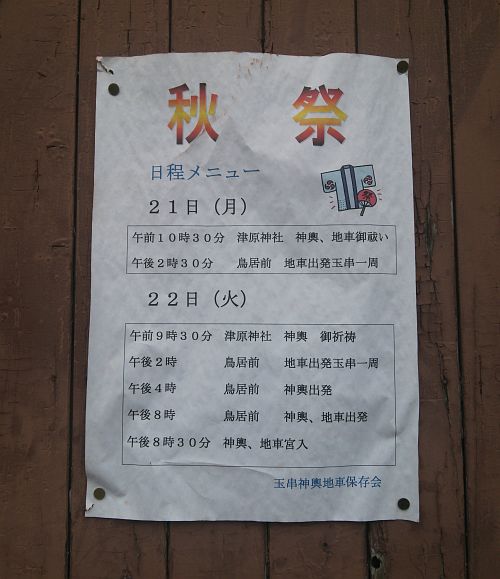 秋 祭
日程メニュー
祭
21日（月）
午前10時30分 津原神社 神輿、地車御祓い
午後2時30分 鳥居前 地車出発玉串一周
22日（火）
午前9時30分 津原神社 神輿 御祈祷
午後2時 鳥居前 地車出発玉串一周
午後4時 鳥居前 神輿出発
午後8時 鳥居前 神輿、地車出発
午後8時30分 神輿、地車宮入
玉串神輿地車保存会